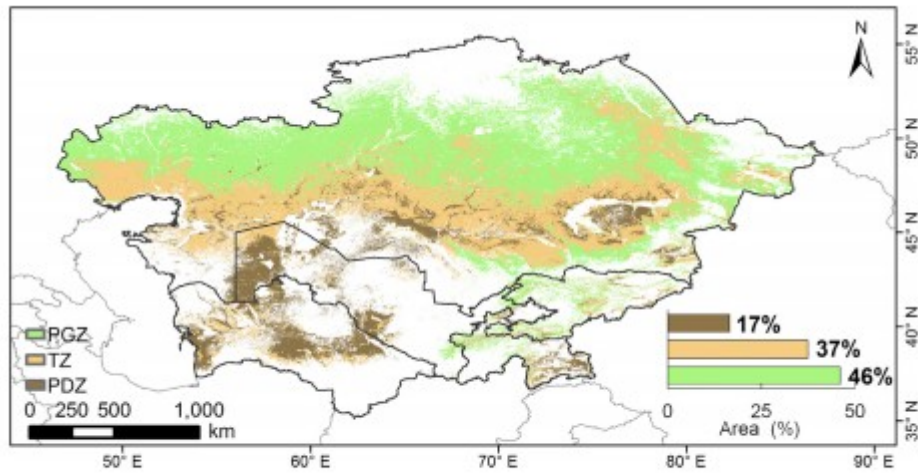 N
55° N
50° N
45° N
40° N
35° N
PGZ
TZ
PDZ
0 250 500 1,000
km
17%
37%
46%
0 25 50
Area (%)
50° E 60° E 70° E 80° E 90° E